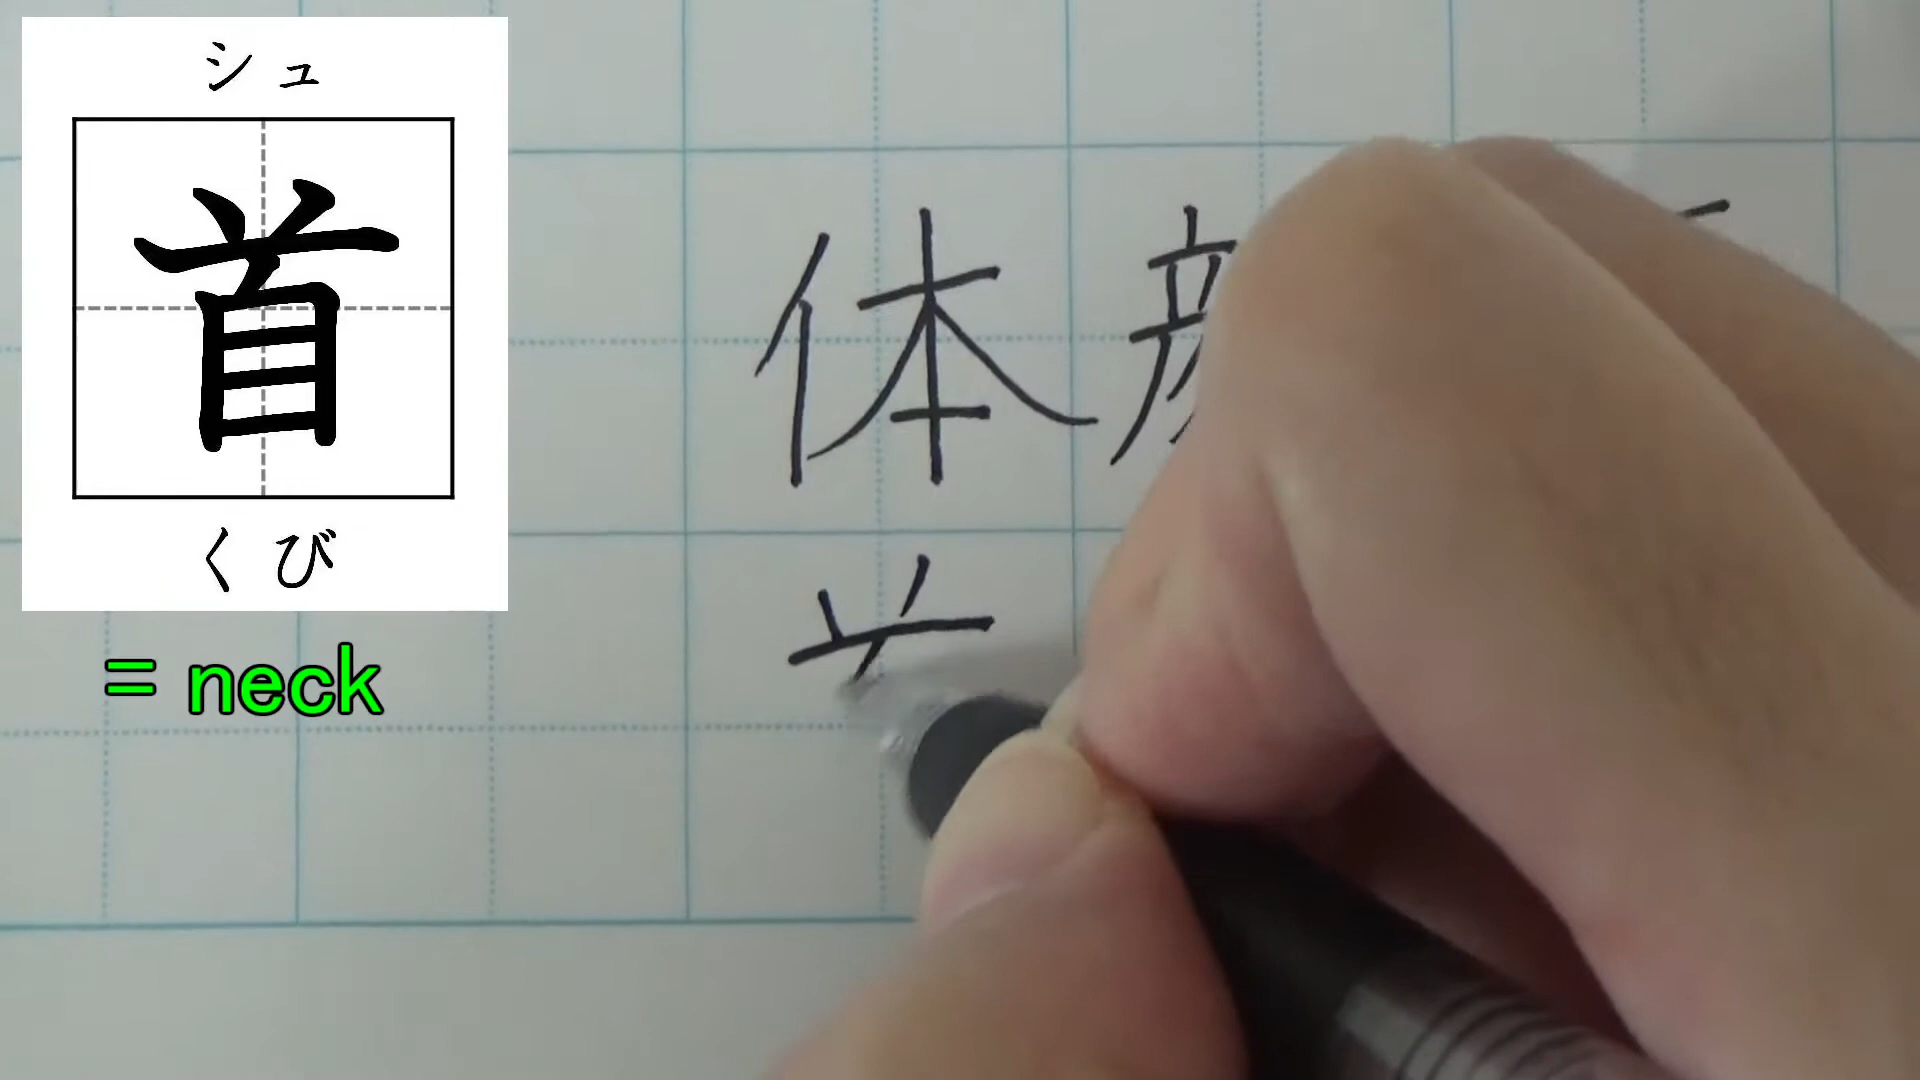 シュ
首
くび
= neck
体